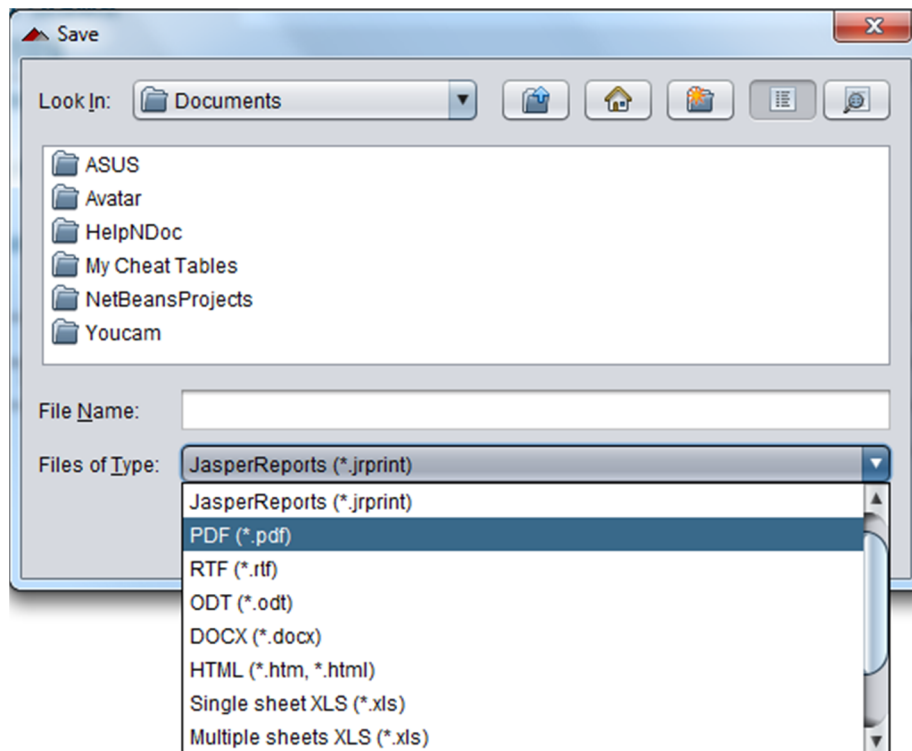 Save
Look In: Documents
ASUS
Avatar
HelpNDoc
My Cheat Tables
NetBeansProjects
Youcam
File Name:
Files of Type: JasperReports (*.jrprint)
JasperReports (*.jrprint)
PDF (*.pdf)
RTF (*.rtf)
ODT (*.odt)
DOCX (*.docx)
HTML (*.htm, *.html)
Single sheet XLS (*.xls)
Multiple sheets XLS (*.xls)